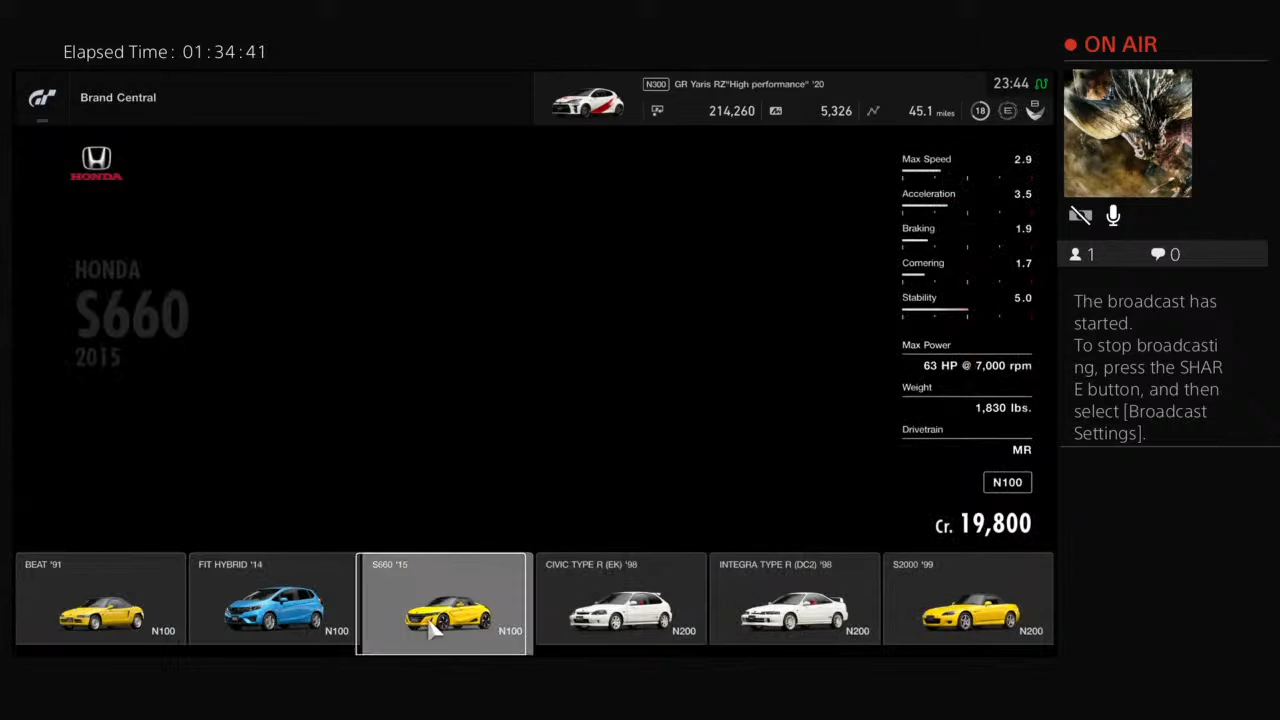 Elapsed Time: 01:34:41
ON AIR
Brand Central
N300 GR Yaris RZ"High performance" '20
23:44
214,260 5,326 45.1 miles 18 E
HONDA
HONDA
S660
2015
Max Speed 2.9
Acceleration 3.5
Braking 1.9
Cornering 1.7
Stability 5.0
Max Power
63 HP @ 7,000 rpm
Weight
1,830 lbs.
Drivetrain
MR
N100
Cr. 19,800
1 0
The broadcast has
started.
To stop broadcasti
ng, press the SHAR
E button, and then
select [Broadcast
Settings].
BEAT '91
N100
FIT HYBRID '14
N100
S660 '15
N100
CIVIC TYPE R (EK) '98
N200
INTEGRA TYPE R (DC2) '98
N200
S2000 '99
N200